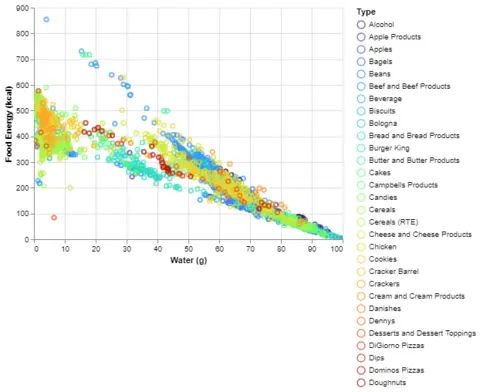 Type
Alcohol
Apple Products
Apples
Bagels
Beans
Beef and Beef Products
Beverage
Biscuits
Bologna
Bread and Bread Products
Burger King
Butter and Butter Products
Cakes
Campbells Products
Candies
Cereals
Cereals (RTE)
Cheese and Cheese Products
Chicken
Cookies
Cracker Barrel
Crackers
Cream and Cream Products
Danishes
Dennys
Desserts and Dessert Toppings
DiGiorno Pizzas
Dips
Dominos Pizzas
Doughnuts
Food Energy (kcal)
900
800
700
600
500
400
300
200
100
0
0 10 20 30 40 50 60 70 80 90 100
Water (g)